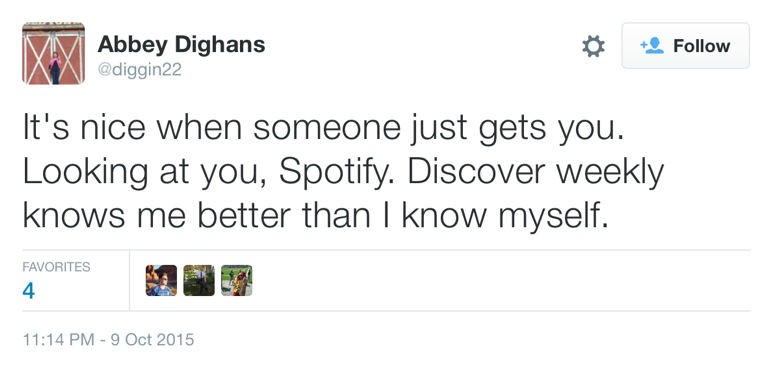 Abbey Dighans
@diggin22
Follow
It's nice when someone just gets you.
Looking at you, Spotify. Discover weekly
knows me better than I know myself.
FAVORITES
4
11:14 PM - 9 Oct 2015